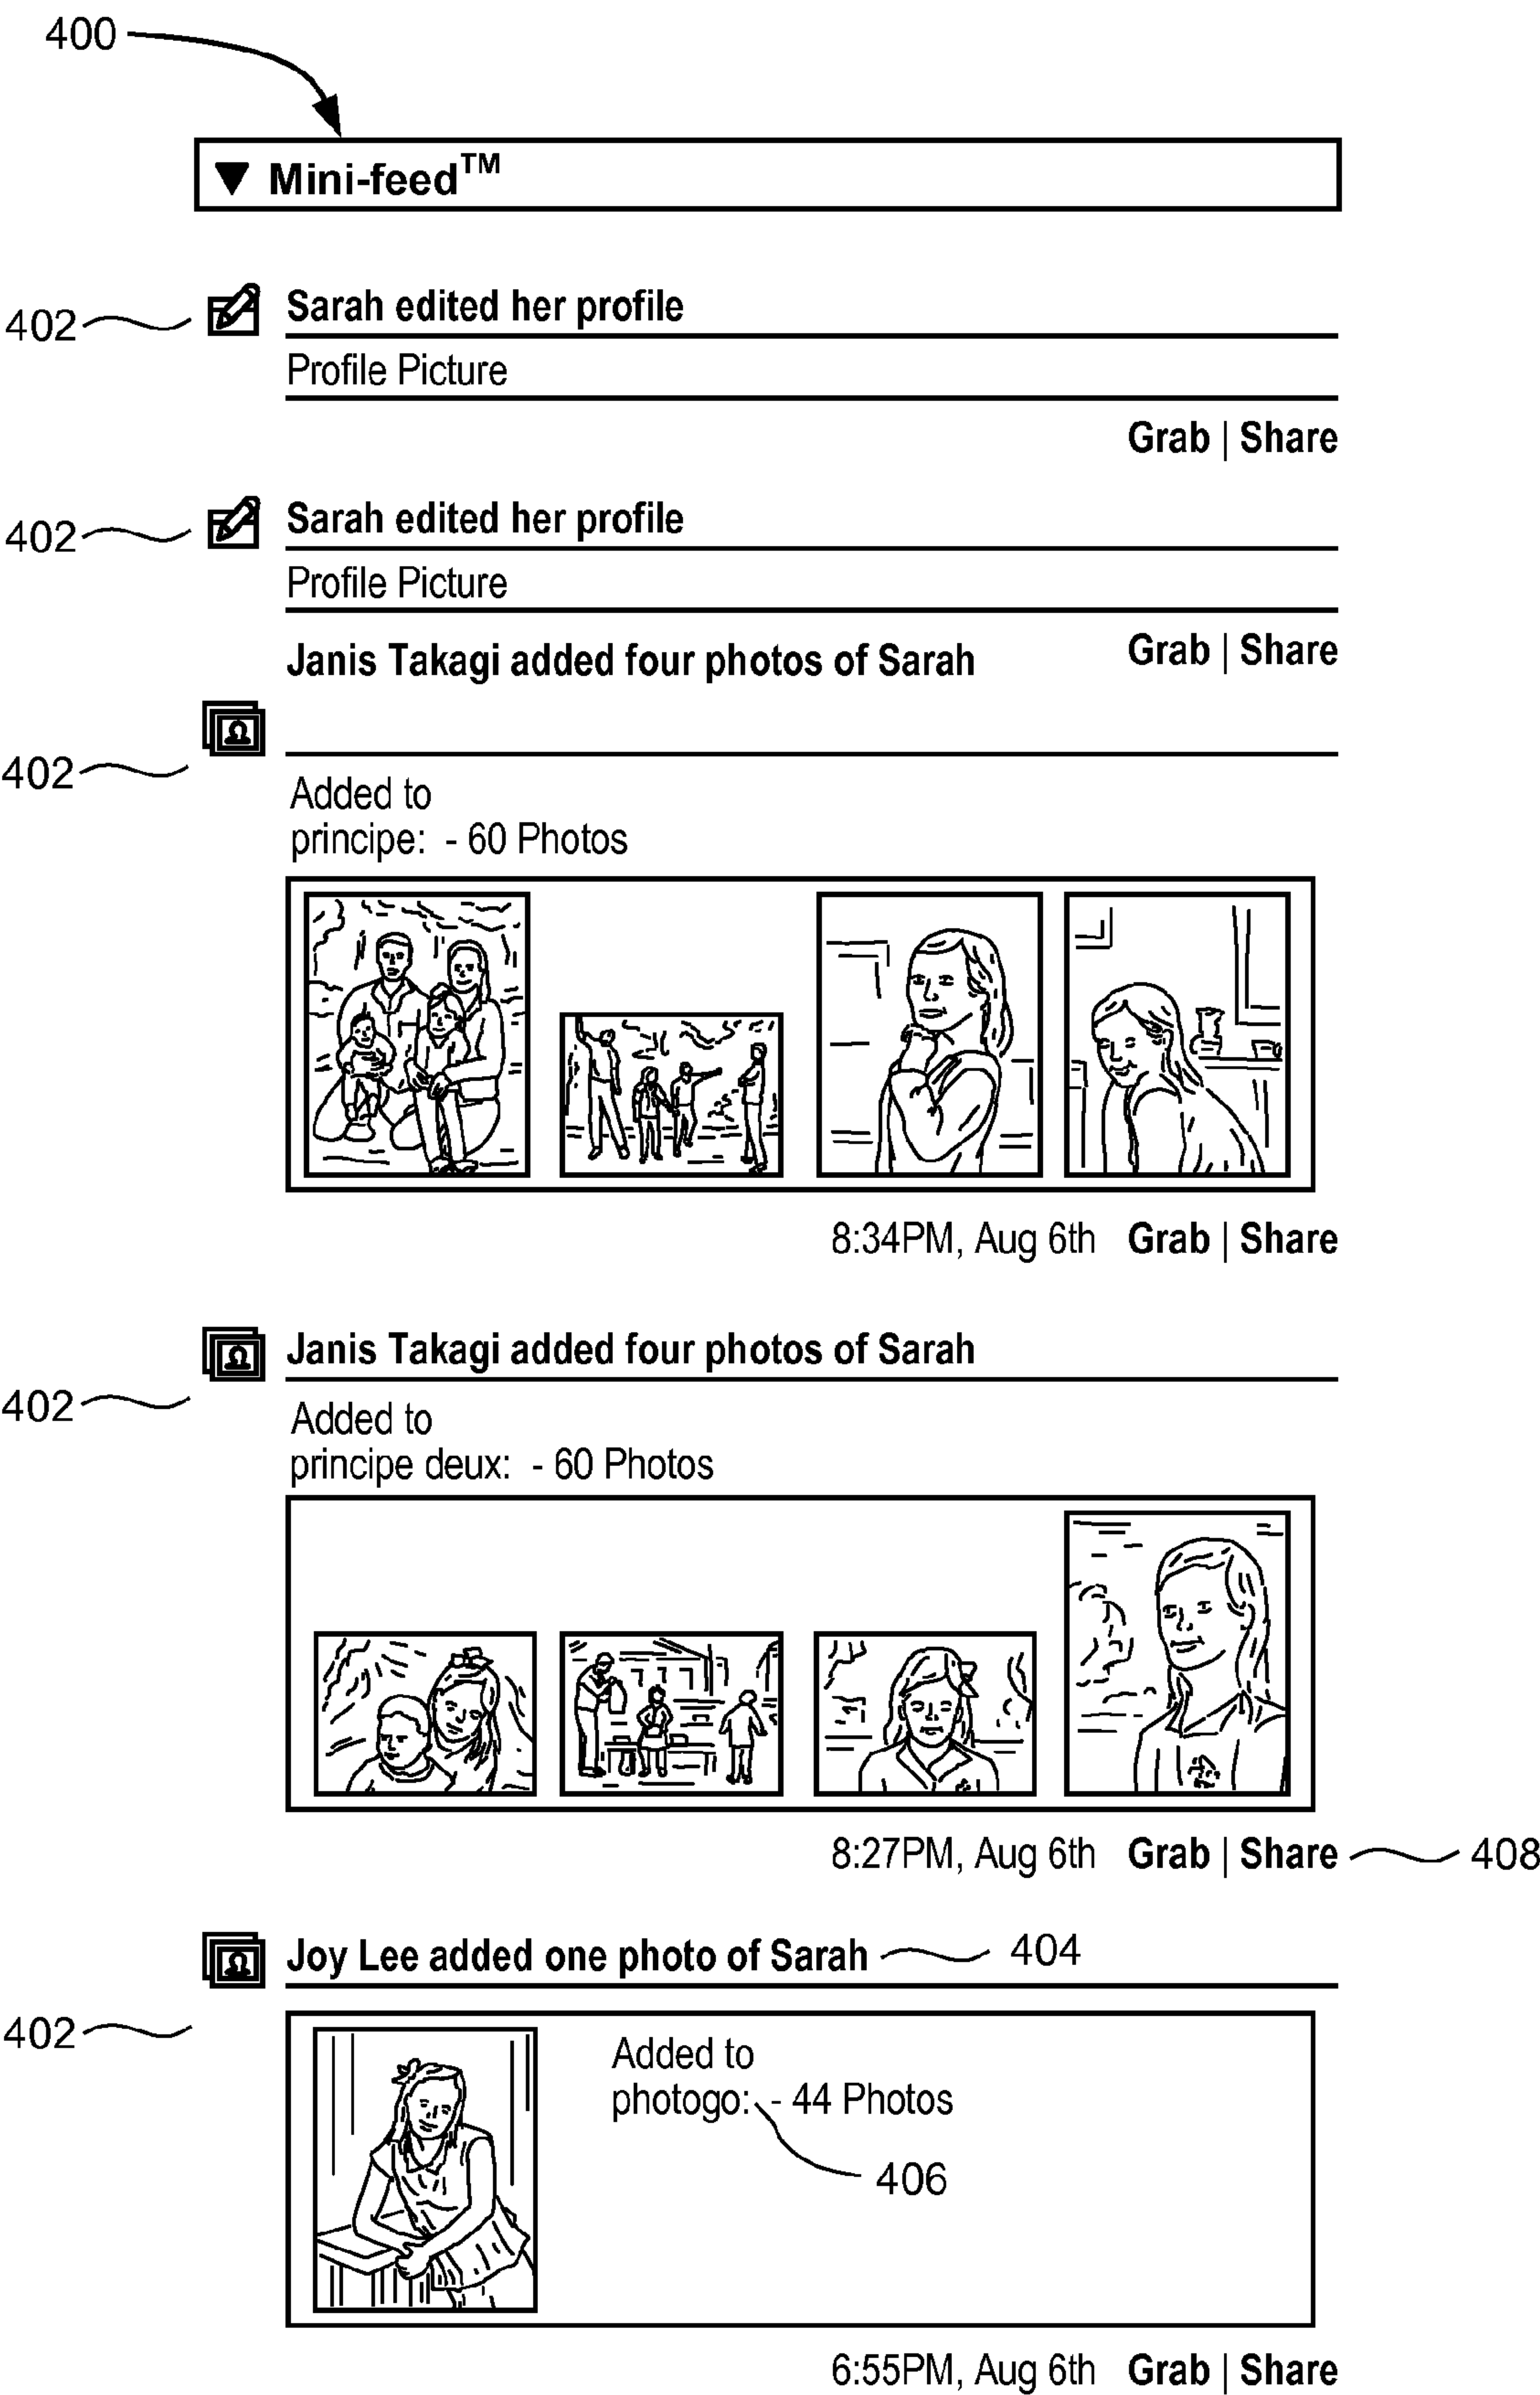 400
▼ Mini-feed™
402
Sarah edited her profile
Profile Picture
Grab | Share
402
Sarah edited her profile
Profile Picture
Janis Takagi added four photos of Sarah Grab | Share
402
Added to
principe: - 60 Photos
8:34PM, Aug 6th Grab | Share
Janis Takagi added four photos of Sarah
402
Added to
principe deux: - 60 Photos
8:27PM, Aug 6th Grab | Share 408
Joy Lee added one photo of Sarah 404
402
Added to
photogo: - 44 Photos
406
6:55PM, Aug 6th Grab | Share